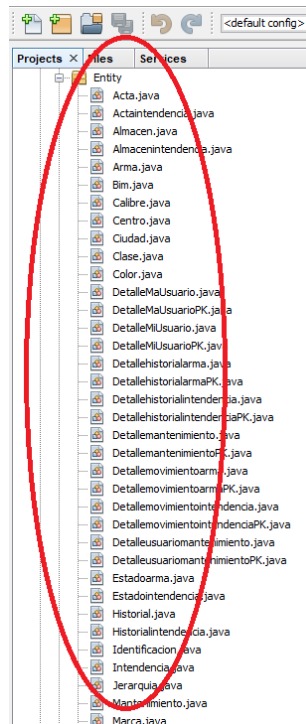 <default config>
Projects × Files Services
Entity
Acta.java
Actaintendencia.java
Almacen.java
Almacenintendencia.java
Arma.java
Bim.java
Calibre.java
Centro.java
Ciudad.java
Clase.java
Color.java
DetalleMaUsuario.java
DetalleMaUsuarioPK.java
DetalleMiUsuario.java
DetalleMiUsuarioPK.java
Detallehistorialarma.java
DetallehistorialarmaPK.java
Detallehistorialintendencia.java
DetallehistorialintendenciaPK.java
Detallemantenimiento.java
DetallemantenimientoPK.java
Detallemovimientoarma.java
DetallemovimientoarmaPK.java
Detallemovimientointendencia.java
DetallemovimientointendenciaPK.java
Detalleusuariomantenimiento.java
DetalleusuariomantenimientoPK.java
Estadoarma.java
Estadointendencia.java
Historial.java
Historialintendencia.java
Identificacion.java
Intendencia.java
Jerarquia.java
Mantenimiento.java
Marca.java